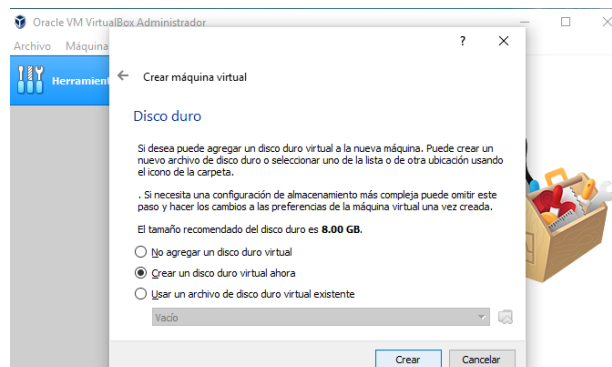 Oracle VM VirtualBox Administrador
Archivo Máquina
? 
Herramien
Crear máquina virtual
Disco duro
Si desea puede agregar un disco duro virtual a la nueva máquina. Puede crear un
nuevo archivo de disco duro o seleccionar uno de la lista o de otra ubicación usando
el icono de la carpeta.
. Si necesita una configuración de almacenamiento más compleja puede omitir este
paso y hacer los cambios a las preferencias de la máquina virtual una vez creada.
El tamaño recomendado del disco duro es 8.00 GB.
No agregar un disco duro virtual
Crear un disco duro virtual ahora
Usar un archivo de disco duro virtual existente
Vacío
Crear Cancelar